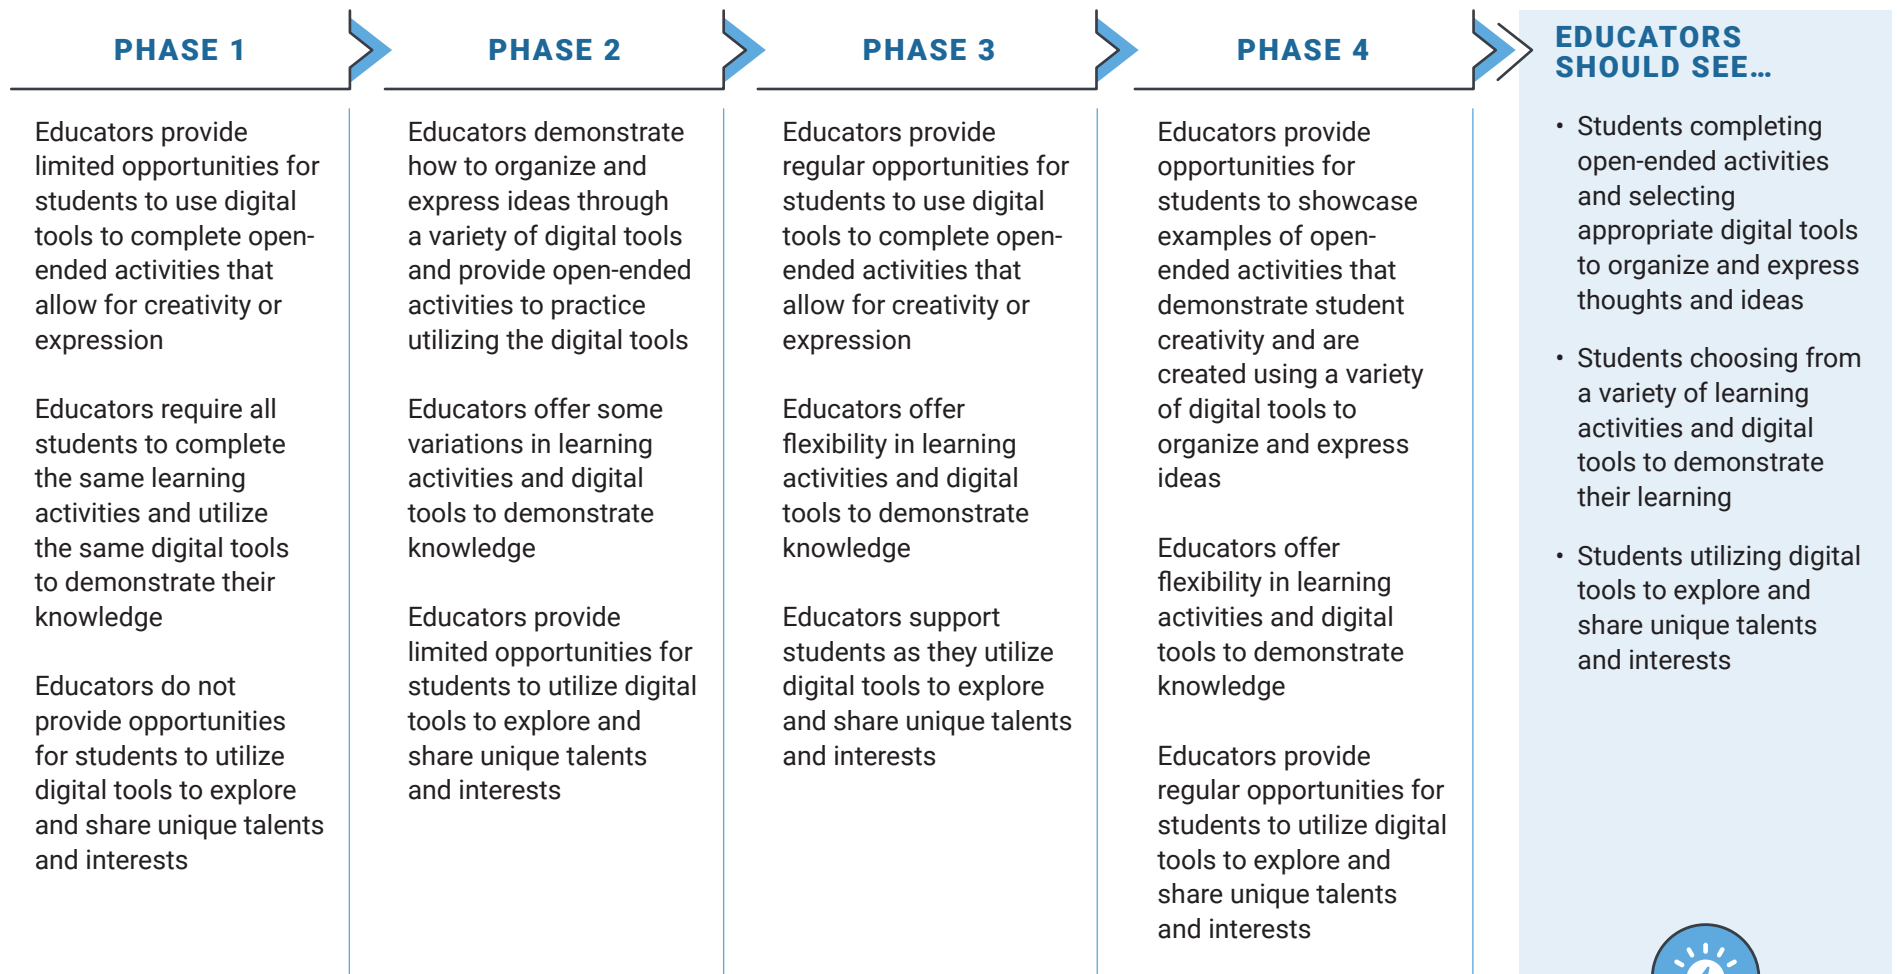 PHASE 1
Educators provide
limited opportunities for
students to use digital
tools to complete open-
ended activities that
allow for creativity or
expression
Educators require all
students to complete
the same learning
activities and utilize
the same digital tools
to demonstrate their
knowledge
Educators do not
provide opportunities
for students to utilize
digital tools to explore
and share unique talents
and interests
PHASE 2
Educators demonstrate
how to organize and
express ideas through
a variety of digital tools
and provide open-ended
activities to practice
utilizing the digital tools
Educators offer some
variations in learning
activities and digital
tools to demonstrate
knowledge
Educators provide
limited opportunities for
students to utilize digital
tools to explore and
share unique talents
and interests
PHASE 3
Educators provide
regular opportunities for
students to use digital
tools to complete open-
ended activities that
allow for creativity or
expression
Educators offer
flexibility in learning
activities and digital
tools to demonstrate
knowledge
Educators support
students as they utilize
digital tools to explore
and share unique talents
and interests
PHASE 4
Educators provide
opportunities for
students to showcase
examples of open-
ended activities that
demonstrate student
creativity and are
created using a variety
of digital tools to
organize and express
ideas
Educators offer
flexibility in learning
activities and digital
tools to demonstrate
knowledge
Educators provide
regular opportunities for
students to utilize digital
tools to explore and
share unique talents
and interests
EDUCATORS
SHOULD SEE…
• Students completing
open-ended activities
and selecting
appropriate digital tools
to organize and express
thoughts and ideas
• Students choosing from
a variety of learning
activities and digital
tools to demonstrate
their learning
• Students utilizing digital
tools to explore and
share unique talents
and interests